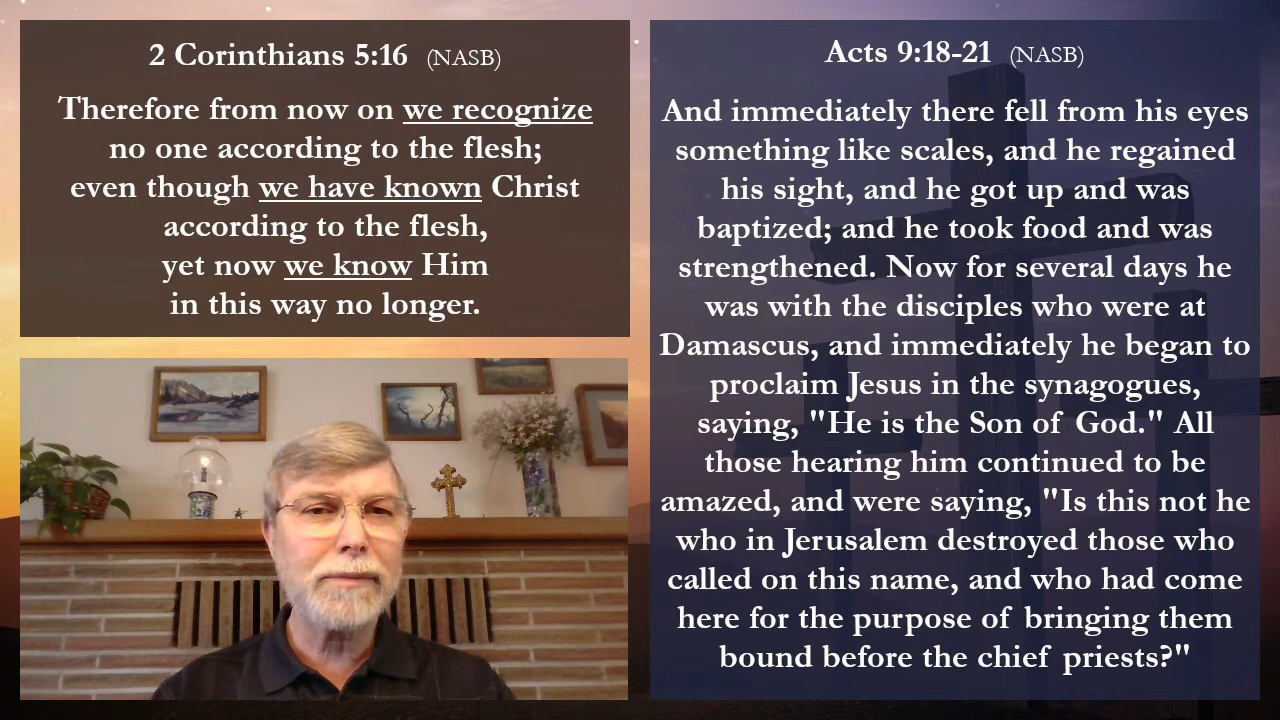 2 Corinthians 5:16 (NASB)
Therefore from now on we recognize
no one according to the flesh;
even though we have known Christ
according to the flesh,
yet now we know Him
in this way no longer.
Acts 9:18-21 (NASB)
And immediately there fell from his eyes
something like scales, and he regained
his sight, and he got up and was
baptized; and he took food and was
strengthened. Now for several days he
was with the disciples who were at
Damascus, and immediately he began to
proclaim Jesus in the synagogues,
saying, "He is the Son of God." All
those hearing him continued to be
amazed, and were saying, "Is this not he
who in Jerusalem destroyed those who
called on this name, and who had come
here for the purpose of bringing them
bound before the chief priests?"